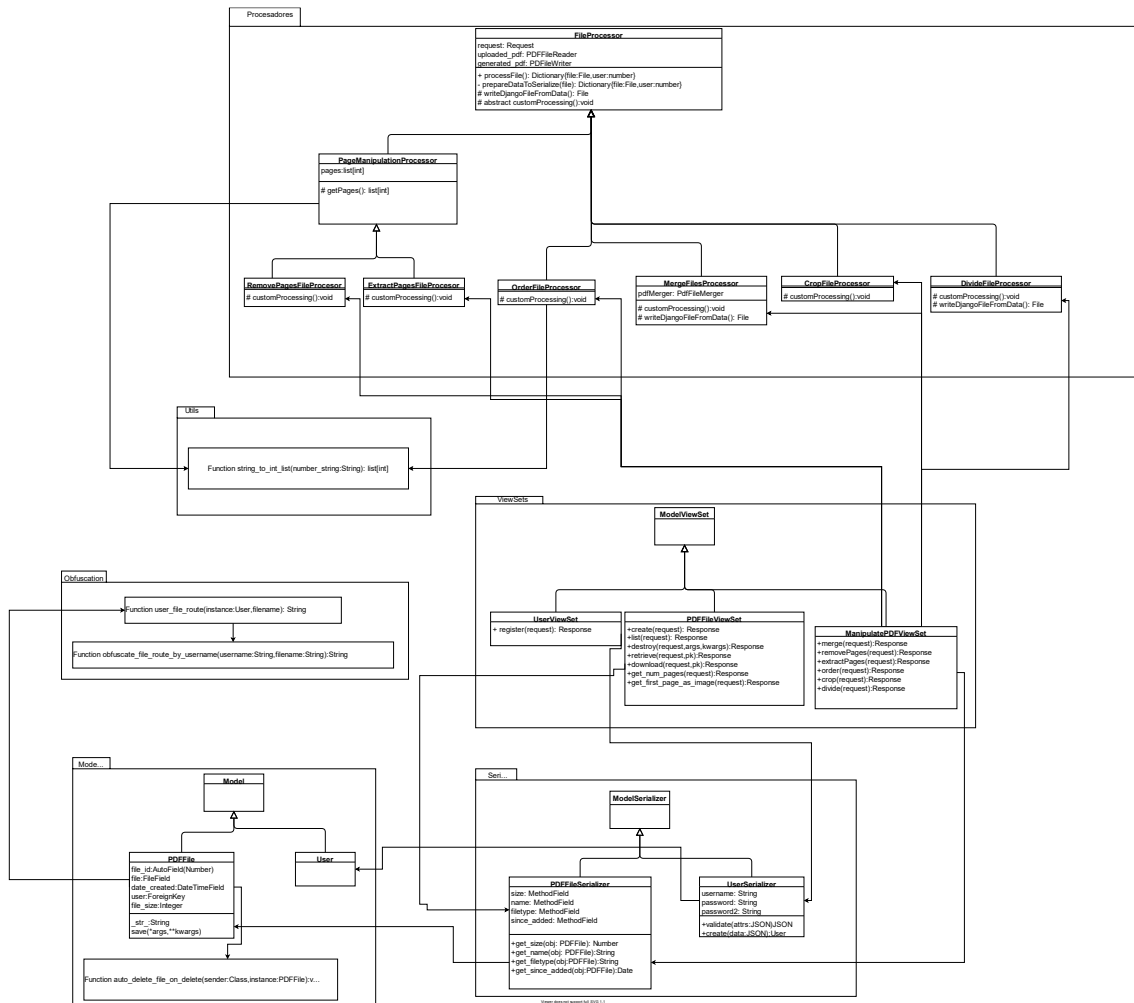 Procesadores
FileProcessor
request: Request
uploaded_pdf: PDFFileReader
generated_pdf: PDFileWriter
+ processFile(): Dictionary{file:File,user:number}
- prepareDataToSerialize(file): Dictionary{file:File,user:number}
# writeDjangoFileFromData(): File
# abstract customProcessing():void
PageManipulationProcessor
pages:list[int]
# getPages(): list[int]
RemovePagesFileProcesor
# customProcessing():void
ExtractPagesFileProcesor
# customProcessing():void
OrderFileProcessor
# customProcessing():void
MergeFilesProcessor
pdfMerger: PdfFileMerger
# customProcessing():void
# writeDjangoFileFromData(): File
CropFileProcessor
# customProcessing():void
DivideFileProcessor
# customProcessing():void
# writeDjangoFileFromData(): File
Utils
Function string_to_int_list(number_string:String): list[int]
ViewSets
ModelViewSet
UserViewSet
+ register(request): Response
PDFFileViewSet
+create(request): Response
+list(request): Response
+destroy(request,args,kwargs):Response
+retrieve(request,pk):Response
+download(request,pk):Response
+get_num_pages(request):Response
+get_first_page_as_image(request):Response
ManipulatePDFViewSet
+merge(request):Response
+removePages(request):Response
+extractPages(request):Response
+order(request):Response
+crop(request):Response
+divide(request):Response
Obfuscation
Function user_file_route(instance:User,filename): String
Function obfuscate_file_route_by_username(username:String,filename:String):String
Mode...
Model
PDFFile
file_id:AutoField(Number)
file:FileField
date_created:DateTimeField
user:ForeignKey
file_size:Integer
_str_:String
save(*args,**kwargs)
User
Function auto_delete_file_on_delete(sender:Class,instance:PDFFile):v...
Seri...
ModelSerializer
PDFFileSerializer
size: MethodField
name: MethodField
filetype: MethodField
since_added: MethodField
+get_size(obj: PDFFile): Number
+get_name(obj: PDFFile):String
+get_filetype(obj:PDFFile):String
+get_since_added(obj:PDFFile):Date
UserSerializer
username: String
password: String
password2: String
+validate(attrs:JSON)JSON
+create(data:JSON):User
Viewer does not support full SVG 1.1